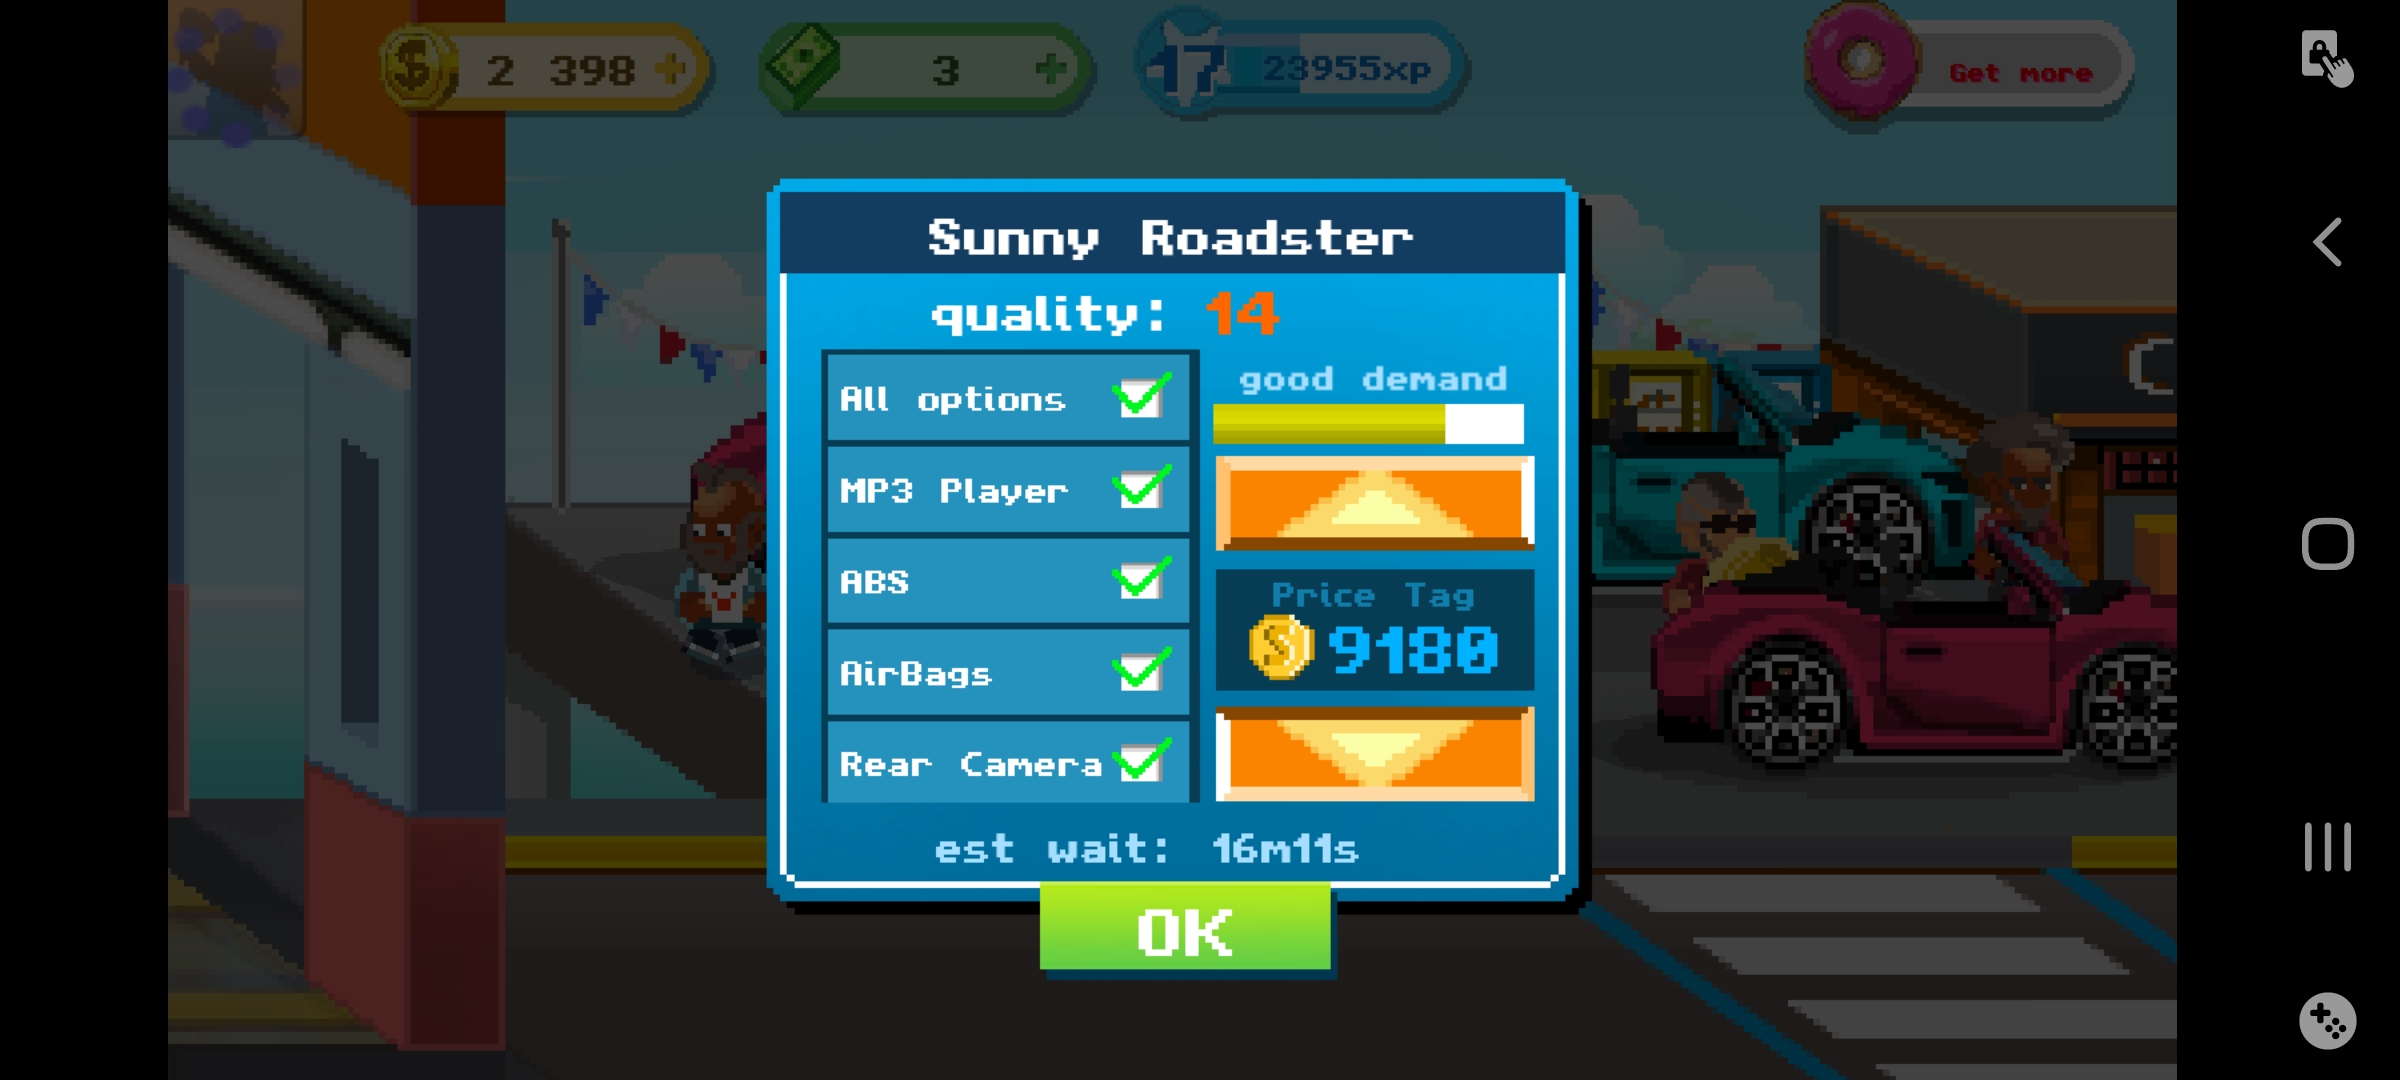 2 398 +
3 +
17 23955xp
Get more
Sunny Roadster
quality: 14
All options
MP3 Player
ABS
AirBags
Rear Camera
good demand
Price Tag
9180
est wait: 16m11s
OK